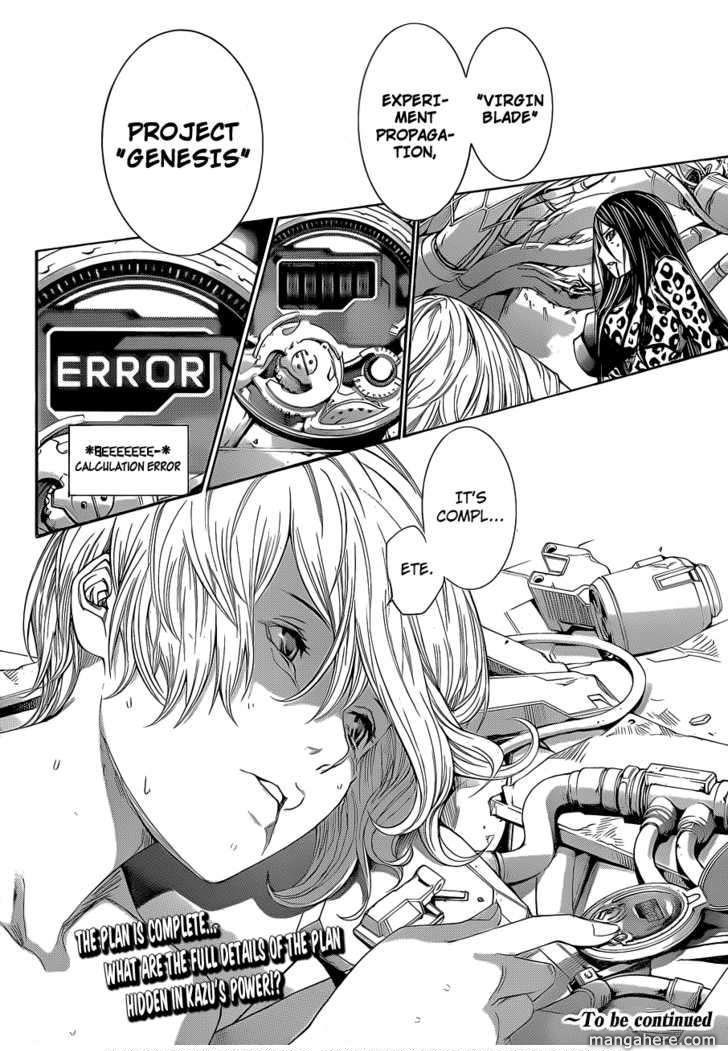 "VIRGIN
BLADE"
EXPERI-
MENT
PROPAGA-
TION,
PROJECT
"GENESIS"
ERROR
*BEEEEEEE-*
CALCULATION ERROR
IT'S
COMPL...
ETE.
THE PLAN IS COMPLETE...
WHAT ARE THE FULL DETAILS OF THE PLAN
HIDDEN IN KAZU'S POWER!?
~To be continued
mangahere.com